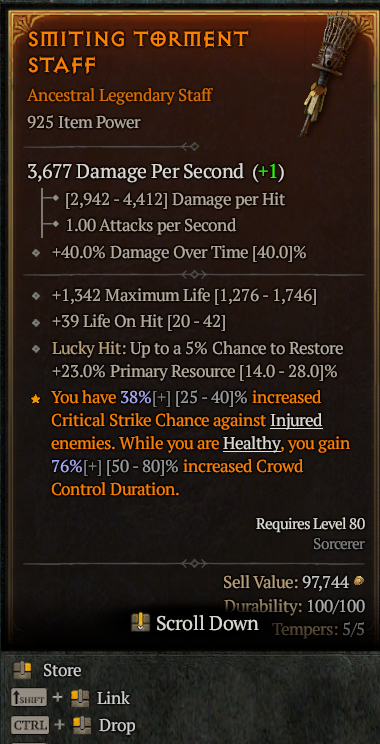 SMITING TORMENT
STAFF
Ancestral Legendary Staff
925 Item Power
3,677 Damage Per Second (+1)
[2,942 - 4,412] Damage per Hit
1.00 Attacks per Second
+40.0% Damage Over Time [40.0]%
+1,342 Maximum Life [1,276 - 1,746]
+39 Life On Hit [20 - 42]
Lucky Hit: Up to a 5% Chance to Restore
+23.0% Primary Resource [14.0 - 28.0]%
You have 38%[+] [25 - 40]% increased
Critical Strike Chance against Injured
enemies. While you are Healthy, you gain
76%[+] [50 - 80]% increased Crowd
Control Duration.
Requires Level 80
Sorcerer
Sell Value: 97,744
Durability: 100/100
Scroll Down
Tempers: 5/5
Store
SHIFT + Link
CTRL + Drop